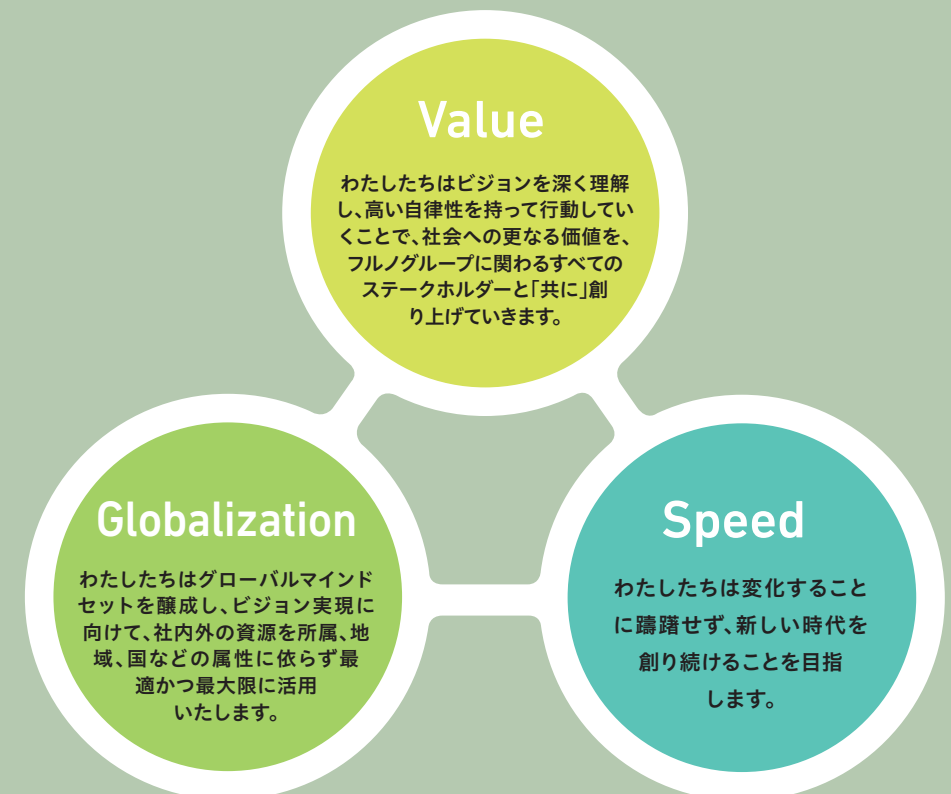 Value
わたしたちはビジョンを深く理解
し、高い自律性を持って行動してい
くことで、社会への更なる価値を、
フルノグループに関わるすべての
ステークホルダーと「共に」創
り上げていきます。
Globalization
わたしたちはグローバルマインド
セットを醸成し、ビジョン実現に
向けて、社内外の資源を所属、地
域、国などの属性に依らず最
適かつ最大限に活用
いたします。
Speed
わたしたちは変化すること
に躊躇せず、新しい時代を
創り続けることを目指
します。